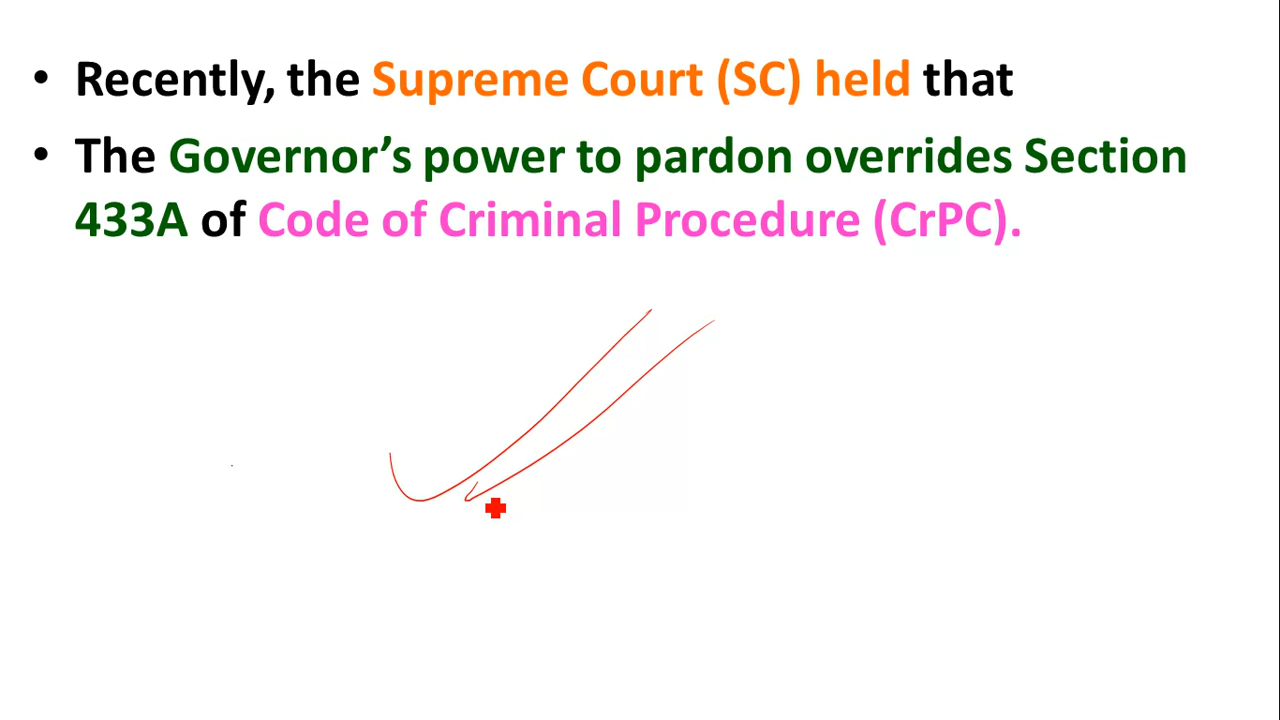 • Recently, the Supreme Court (SC) held that
• The Governor’s power to pardon overrides Section
433A of Code of Criminal Procedure (CrPC).